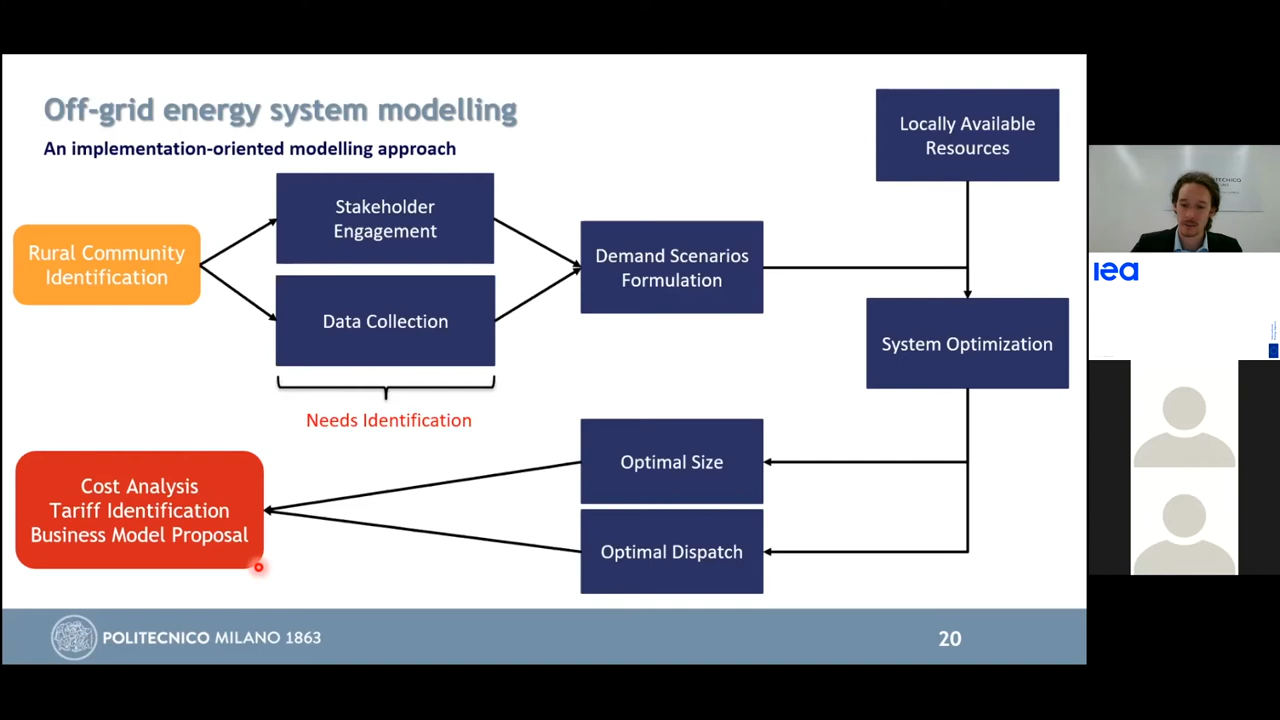 Off-grid energy system modelling
An implementation-oriented modelling approach
Locally Available
Resources
Stakeholder
Engagement
Rural Community
Identification
Demand Scenarios
Formulation
Data Collection
System Optimization
Needs Identification
Optimal Size
Cost Analysis
Tariff Identification
Business Model Proposal
Optimal Dispatch
POLITECNICO MILANO 1863
20
iea